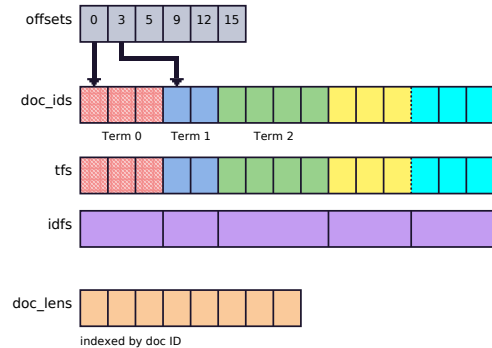 offsets 0 3 5 9 12 15
doc_ids
Term 0 Term 1 Term 2
tfs
idfs
doc_lens
indexed by doc ID